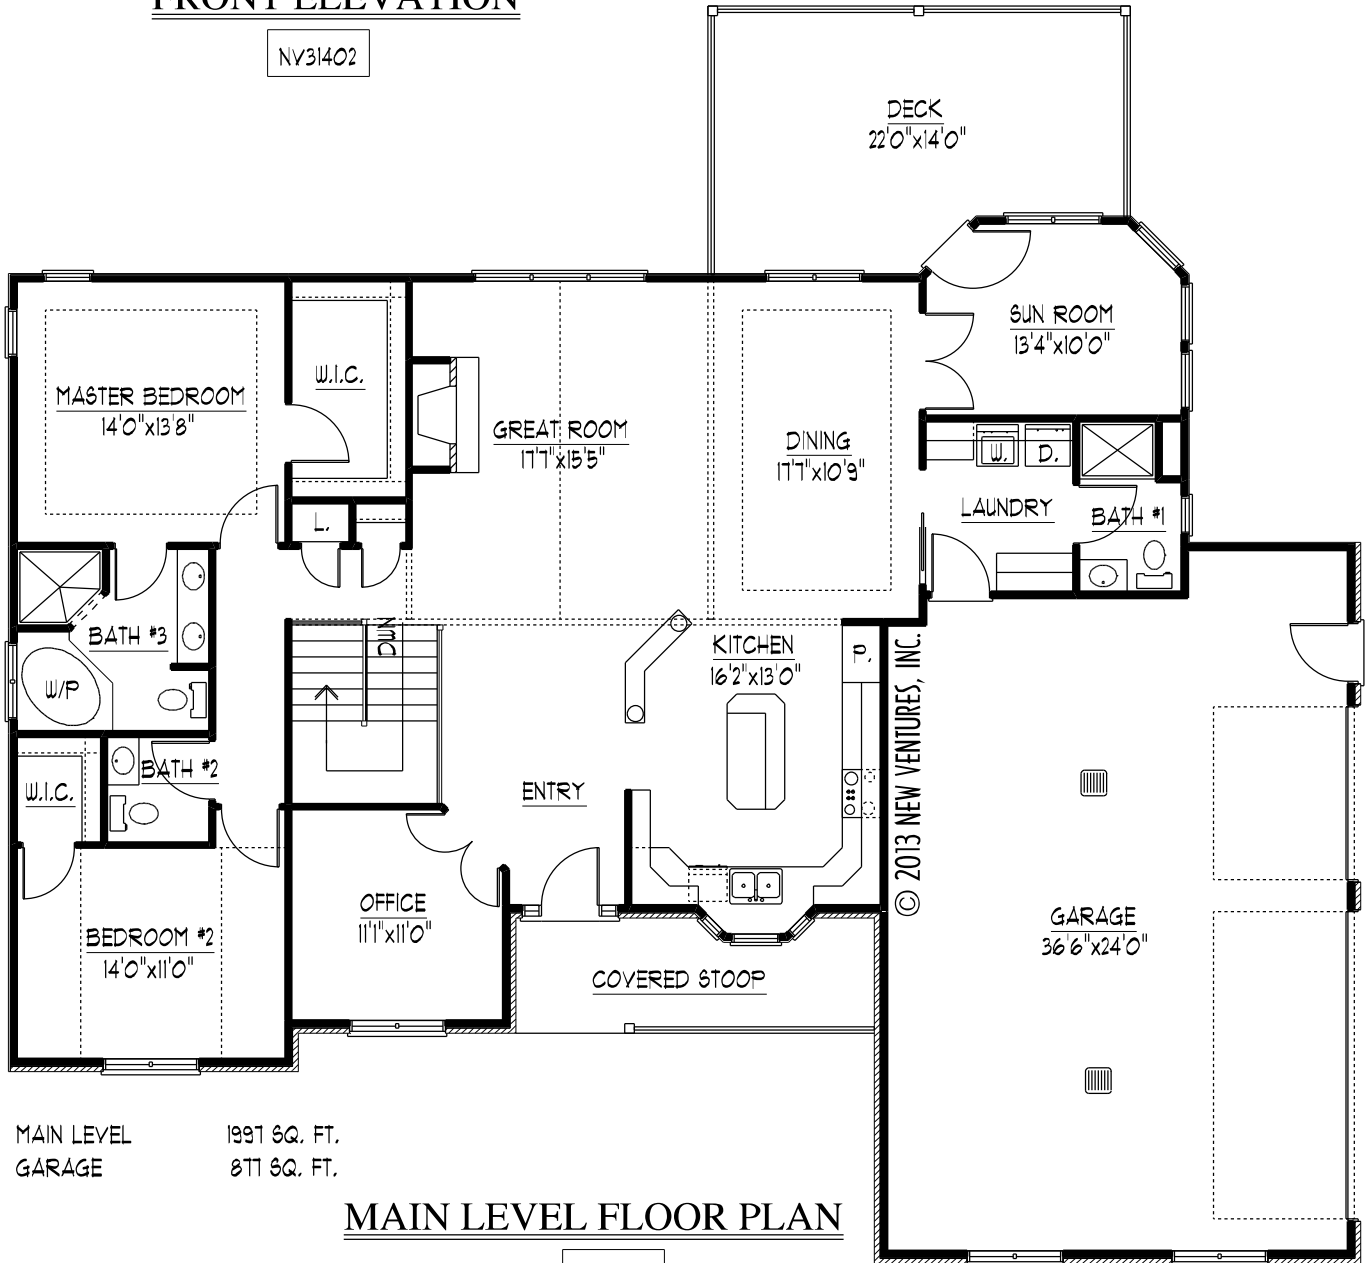 FRONT ELEVATION
NV31402
DECK
22'0"x14'0"
SUN ROOM
13'4"x10'0"
MASTER BEDROOM
14'0"x13'8"
W.I.C.
GREAT ROOM
17'7"x15'5"
DINING
17'7"x10'9"
W.
D.
LAUNDRY
BATH #1
L.
BATH #3
W/P
DWN
KITCHEN
16'2"x13'0"
© 2013 NEW VENTURES, INC.
W.I.C.
BATH #2
ENTRY
OFFICE
11'1"x11'0"
BEDROOM #2
14'0"x11'0"
GARAGE
36'6"x24'0"
COVERED STOOP
MAIN LEVEL 1997 SQ. FT.
GARAGE 877 SQ. FT.
MAIN LEVEL FLOOR PLAN